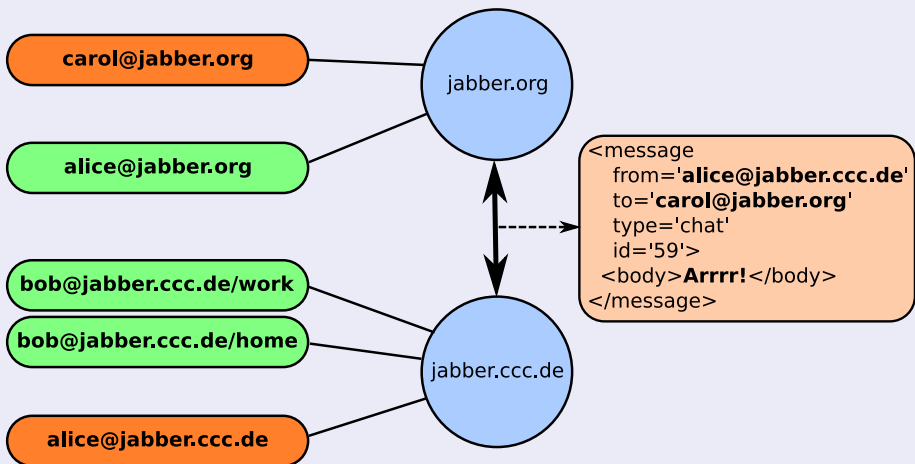 carol@jabber.org
jabber.org
alice@jabber.org
<message
from='alice@jabber.ccc.de'
to='carol@jabber.org'
type='chat'
id='59'>
<body>Arrrr!</body>
</message>
bob@jabber.ccc.de/work
bob@jabber.ccc.de/home
jabber.ccc.de
alice@jabber.ccc.de